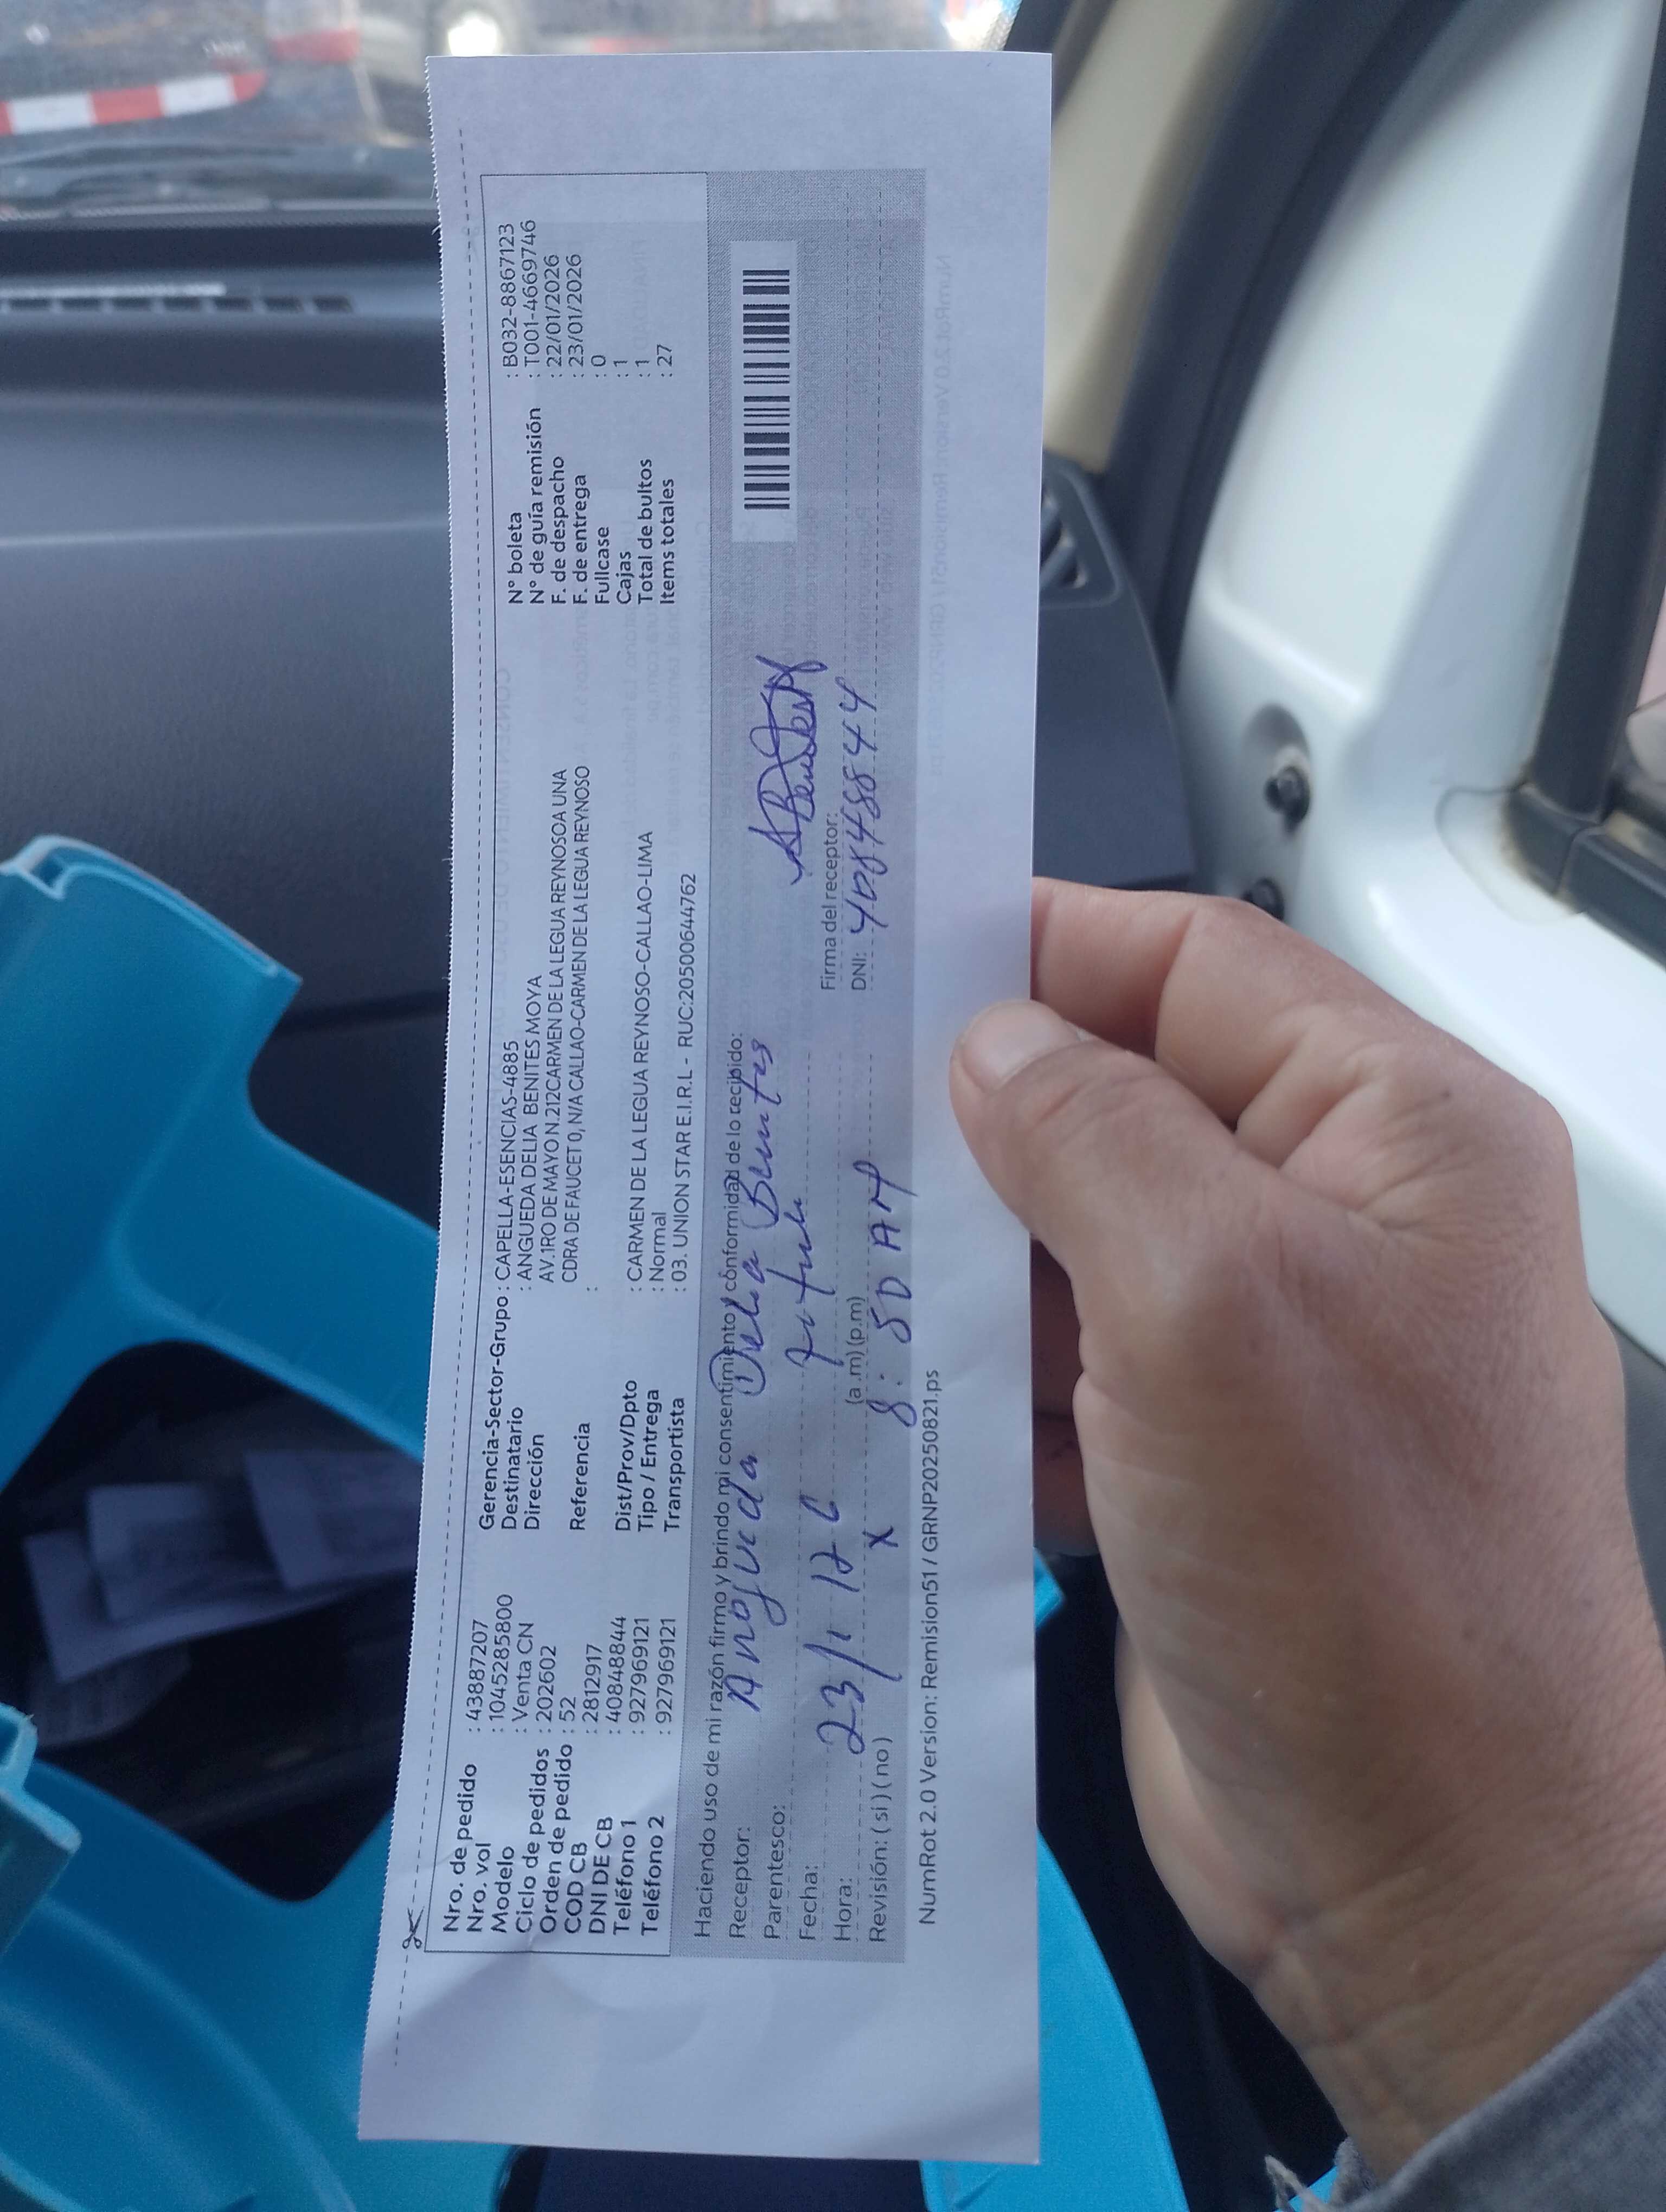 Nro. de pedido : 43887207
Nro. vol : 104528580​0
Modelo : Venta CN
Ciclo de pedidos : 202602
Orden de pedido : 52
COD CB : 2812917
DNI DE CB : 40848844
Teléfono 1 : 927969121
Teléfono 2 : 927969121
Gerencia-Sector-Grupo : CAPELLA-ESENCIAS-4885
Destinatario : ANGUEDA DELIA BENITES MOYA
Dirección AV.1RO DE MAYO N.212CARMEN DE LA LEGUA REYNOSOA UNA
CDRA DE FAUCET 0, N/A CALLAO-CARMEN DE LA LEGUA REYNOSO
Referencia :
Dist/Prov/Dpto : CARMEN DE LA LEGUA REYNOSO-CALLAO-LIMA
Tipo / Entrega : Normal
Transportista : 03. UNION STAR E.I.R.L - RUC:20500644762
N° boleta : B032-8867123
N° de guía remisión : T001-4669746
F. de despacho : 22/01/2026
F. de entrega : 23/01/2026
Fullcase : 0
Cajas : 1
Total de bultos : 1
Items totales : 27
Haciendo uso de mi razón firmo y brindo mi consentimiento conformidad de lo recibido:
Receptor: Delia
Parentesco:
Fecha: 23/1
Hora: (a.m) (p.m) 8:50 AM
Revisión: (si) (no) X
Firma del receptor:
DNI: 40848844
NumRot 2.0 Version: Remision51 / GRNP20250821.ps